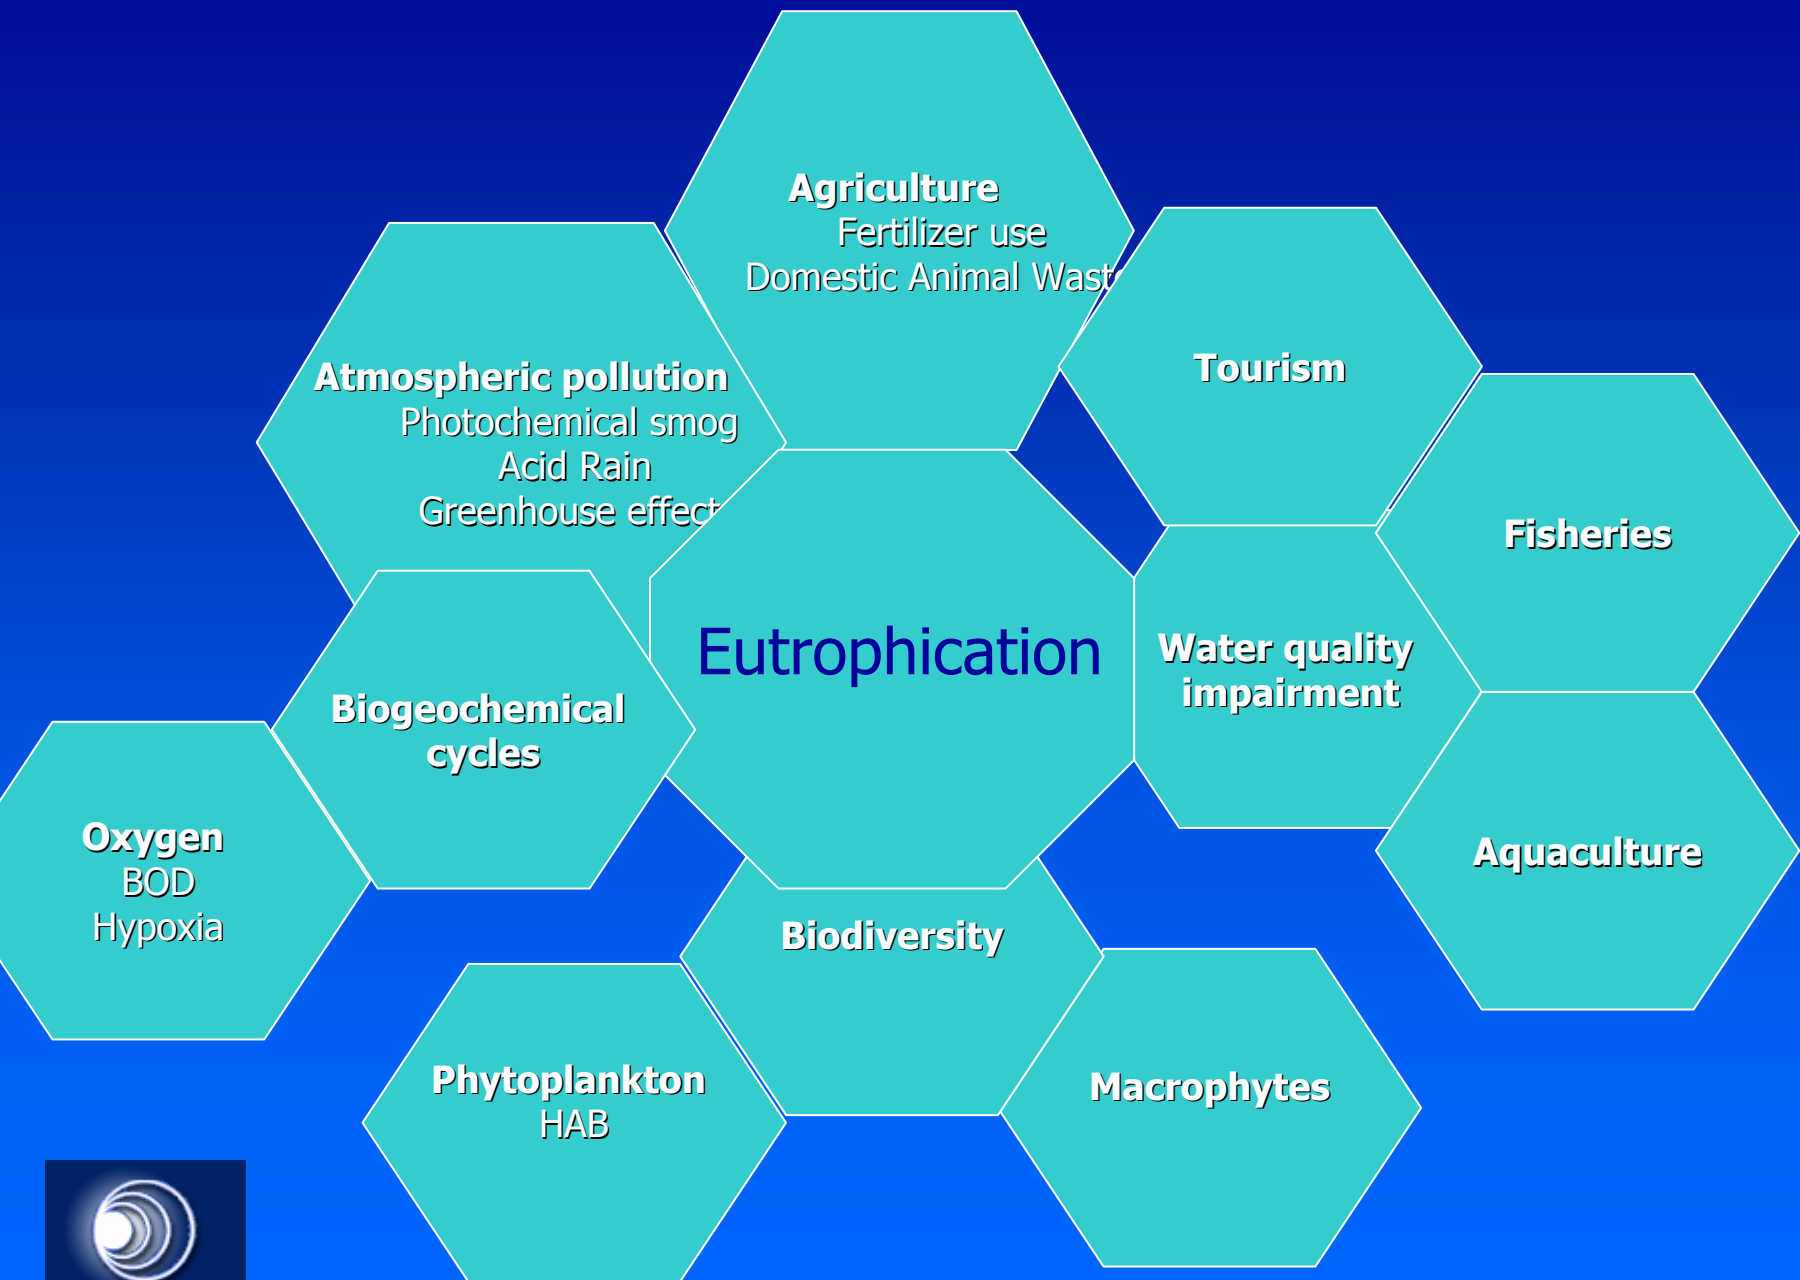 Agriculture
Fertilizer use
Domestic Animal Waste
Tourism
Atmospheric pollution
Photochemical smog
Acid Rain
Greenhouse effect
Fisheries
Eutrophication
Water quality
impairment
Biogeochemical
cycles
Oxygen
BOD
Hypoxia
Aquaculture
Biodiversity
Phytoplankton
HAB
Macrophytes